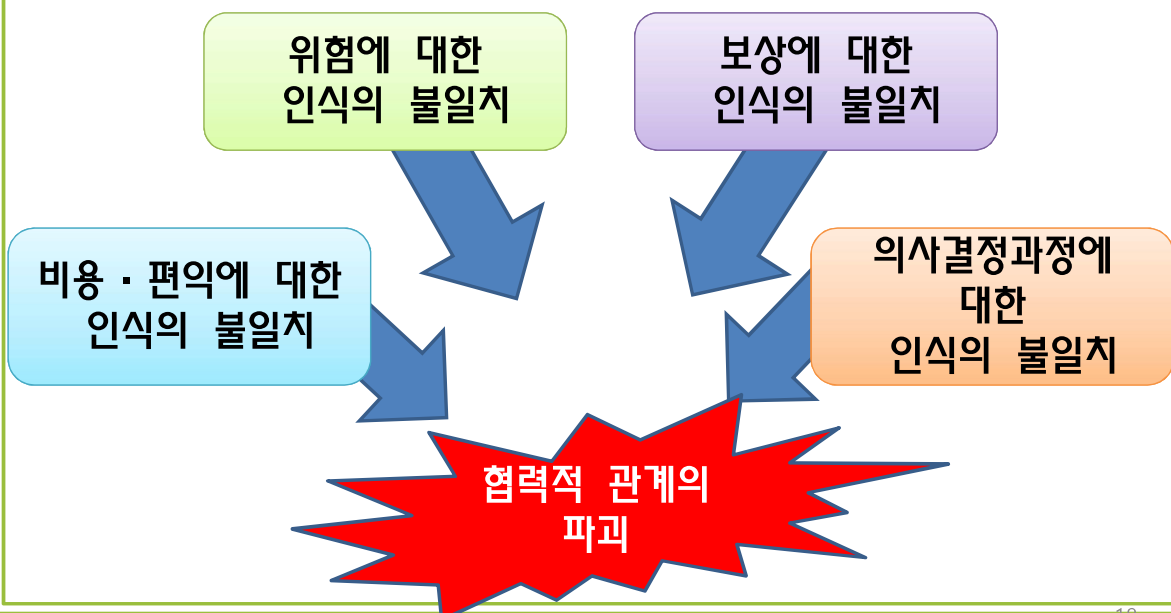 위험에 대한
인식의 불일치
보상에 대한
인식의 불일치
비용 · 편익에 대한
인식의 불일치
의사결정과정에
대한
인식의 불일치
협력적 관계의
파괴